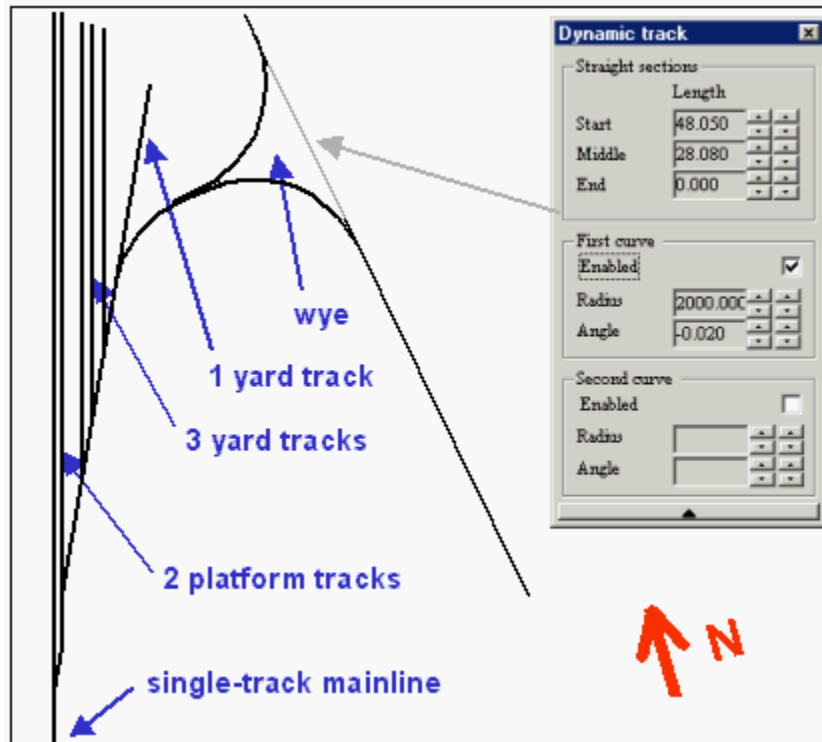 Dynamic track
Straight sections
Length
Start 48.050
Middle 28.080
End 0.000
First curve
Enabled
Radius 2000.000
Angle -0.020
Second curve
Enabled
Radius
Angle
wye
1 yard track
3 yard tracks
2 platform tracks
single-track mainline
N